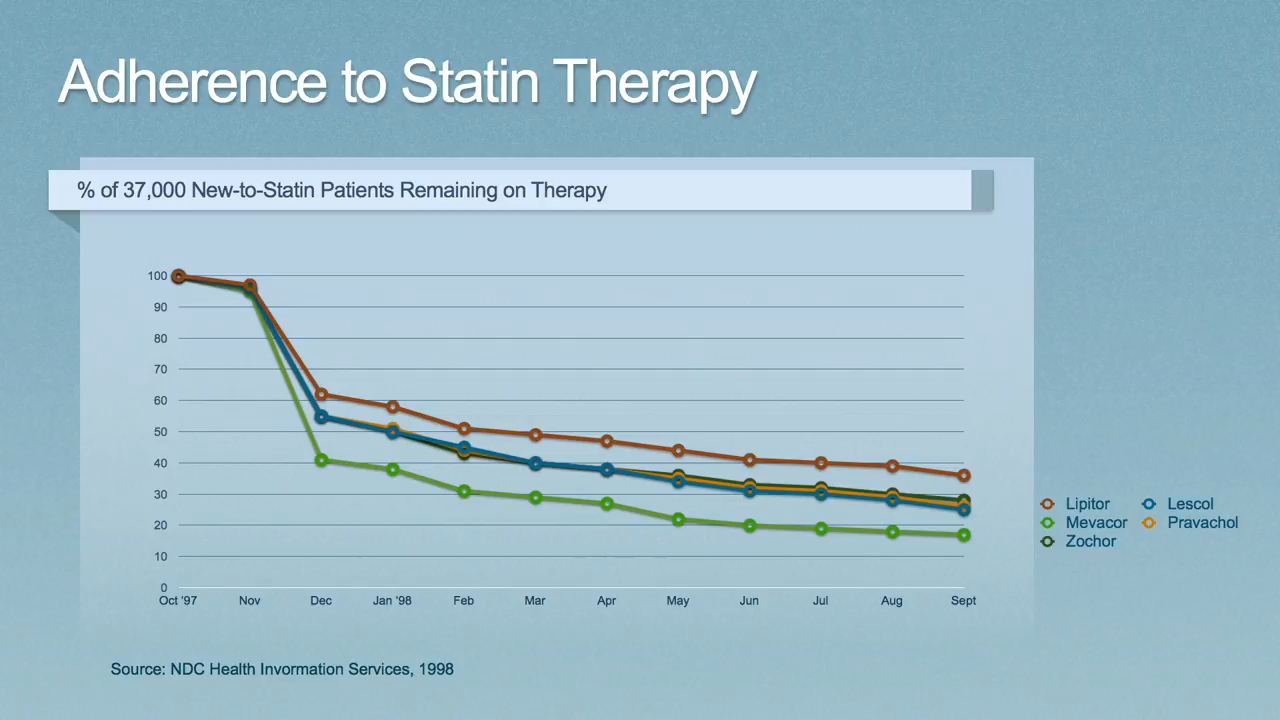 Adherence to Statin Therapy
% of 37,000 New-to-Statin Patients Remaining on Therapy
100
90
80
70
60
50
40
30
20
10
0
Oct '97 Nov Dec Jan '98 Feb Mar Apr May Jun Jul Aug Sept
Lipitor Lescol
Mevacor Pravachol
Zochor
Source: NDC Health Invormation Services, 1998